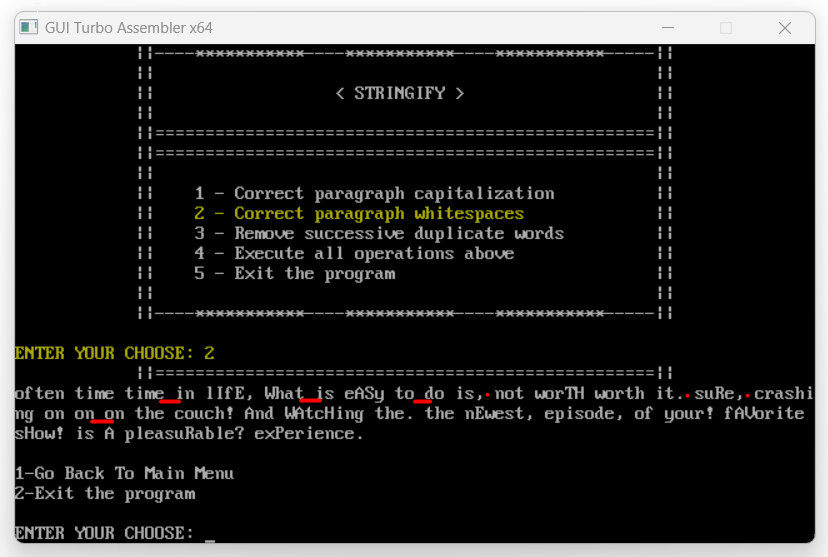 GUI Turbo Assembler x64
||----***********----***********----***********-----||
||                                                  ||
||                  < STRINGIFY >                   ||
||                                                  ||
||==================================================||
||==================================================||
||                                                  ||
||    1 - Correct paragraph capitalization          ||
||    2 - Correct paragraph whitespaces             ||
||    3 - Remove successive duplicate words         ||
||    4 - Execute all operations above              ||
||    5 - Exit the program                          ||
||                                                  ||
||----***********----***********----***********-----||
ENTER YOUR CHOOSE: 2
||==================================================||
often time time in lIfE, What is eASy to do is, not worTH worth it. suRe, crashi
ng on on on the couch! And WAtcHing the. the nEwest, episode, of your! fAVorite
sHow! is A pleasuRable? exPerience.
1-Go Back To Main Menu
2-Exit the program
ENTER YOUR CHOOSE: _